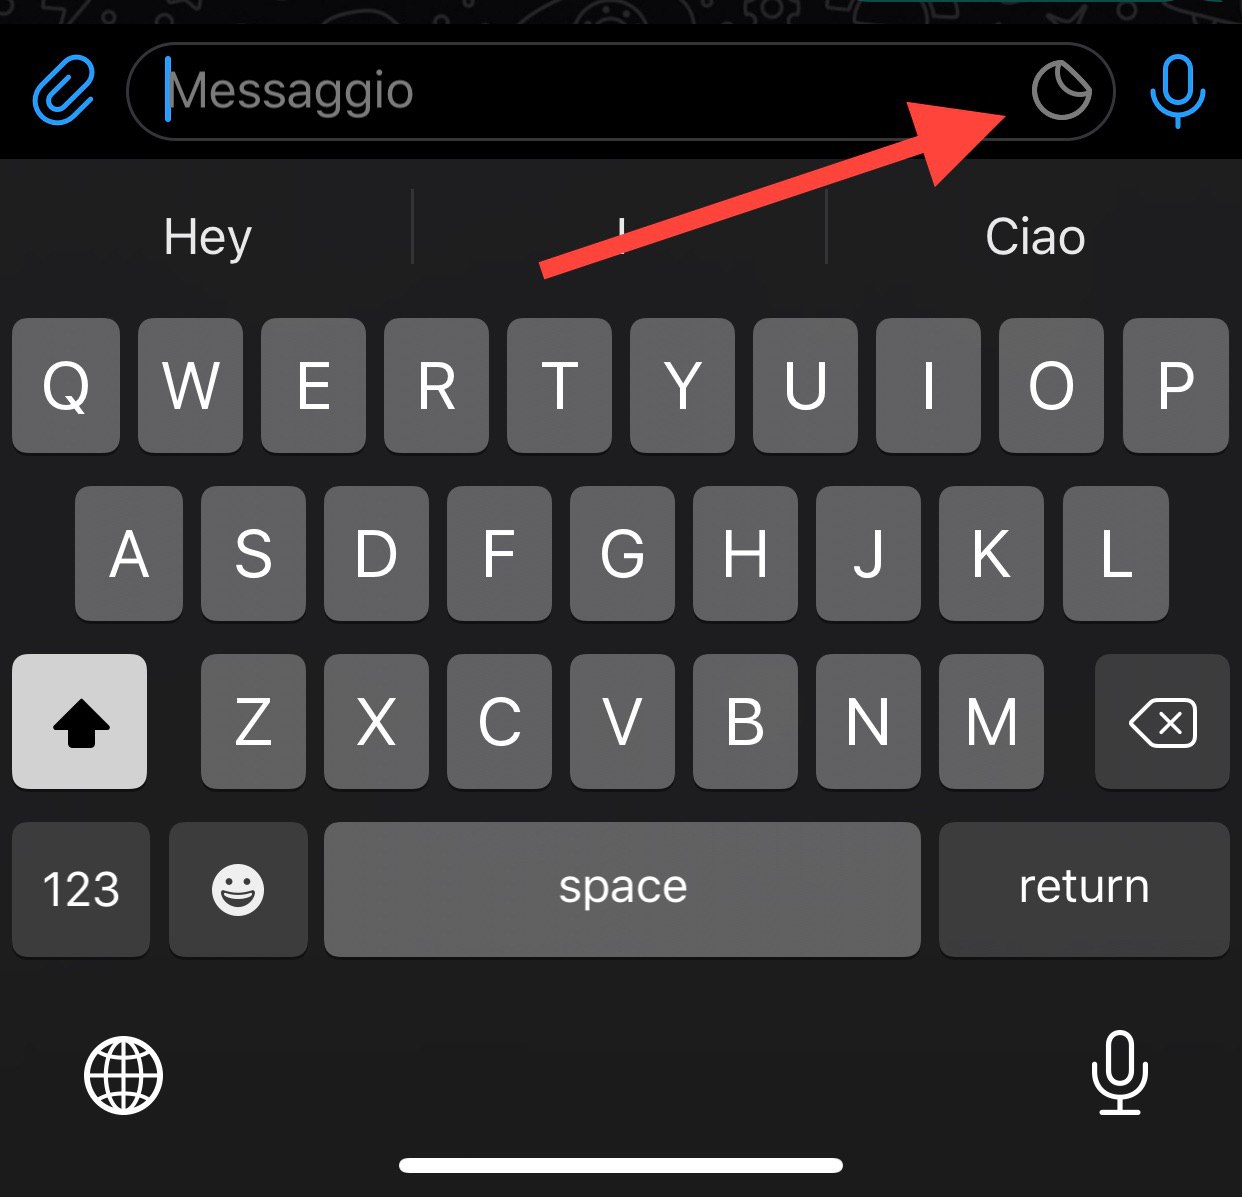 Messaggio
Hey I Ciao
Q W E R T Y U I O P
A S D F G H J K L
Z X C V B N M
123 space return